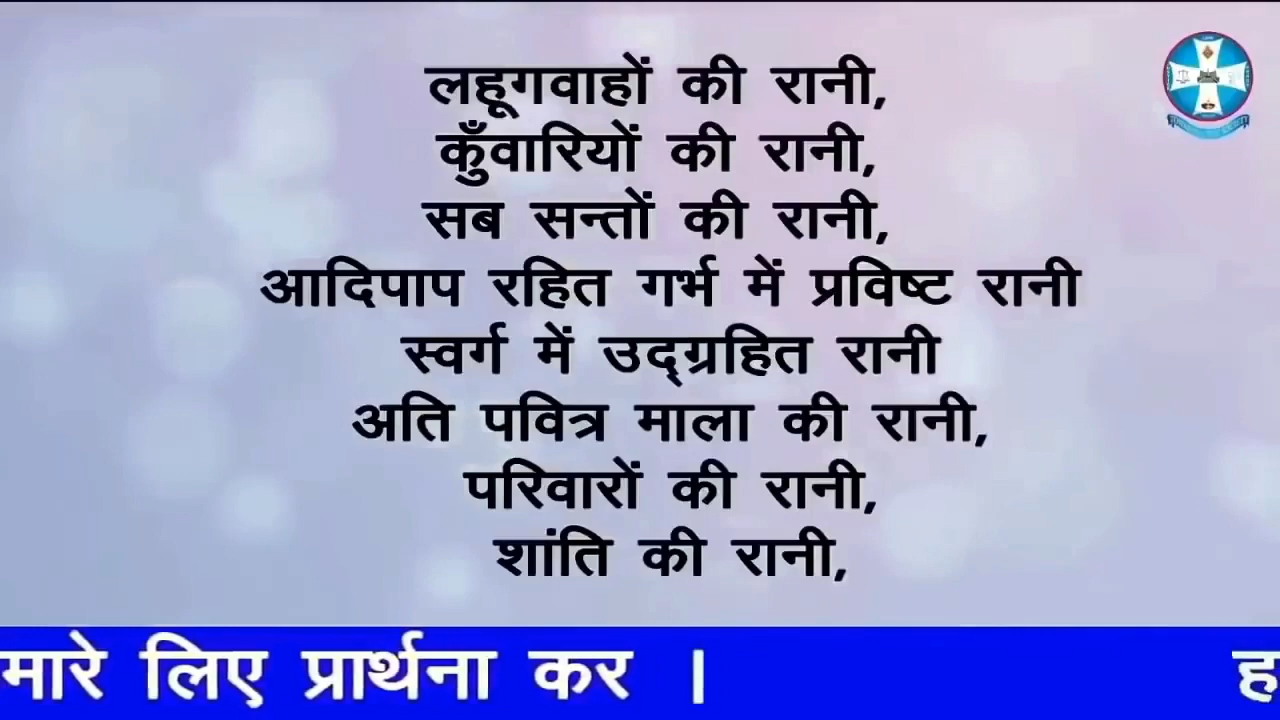 लहूगवाहों की रानी,
कुँवारियों की रानी,
सब सन्तों की रानी,
आदिपाप रहित गर्भ में प्रविष्ट रानी
स्वर्ग में उद्ग्रहित रानी
अति पवित्र माला की रानी,
परिवारों की रानी,
शांति की रानी,
मारे लिए प्रार्थना कर । ह